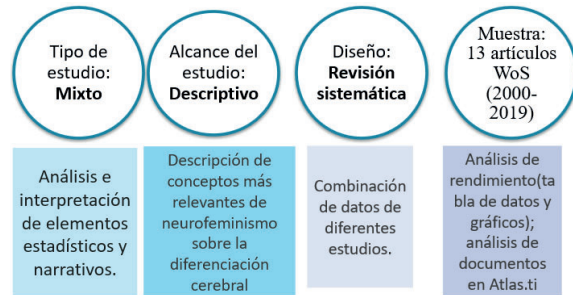 Tipo de
estudio:
Mixto
Alcance del
estudio:
Descriptivo
Diseño:
Revisión
sistemática
Muestra:
13 artículos
WoS
(2000-
2019)
Análisis e
interpretación
de elementos
estadísticos y
narrativos.
Descripción de
conceptos más
relevantes de
neurofeminismo
sobre la
diferenciación
cerebral
Combinación
de datos de
diferentes
estudios.
Análisis de
rendimiento(ta
bla de datos y
gráficos);
análisis de
documentos
en Atlas.ti